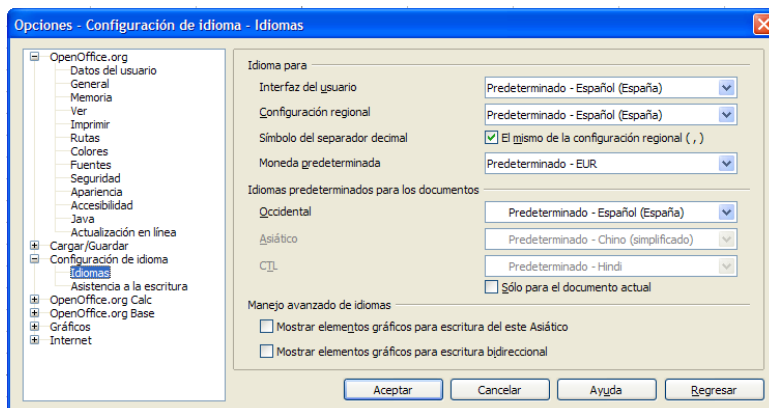 Opciones - Configuración de idioma - Idiomas
OpenOffice.org
Datos del usuario
General
Memoria
Ver
Imprimir
Rutas
Colores
Fuentes
Seguridad
Apariencia
Accesibilidad
Java
Actualización en línea
Cargar/Guardar
Configuración de idioma
Idiomas
Asistencia a la escritura
OpenOffice.org Calc
OpenOffice.org Base
Gráficos
Internet
Idioma para
Interfaz del usuario Predeterminado - Español (España)
Configuración regional Predeterminado - Español (España)
Símbolo del separador decimal El mismo de la configuración regional ( , )
Moneda predeterminada Predeterminado - EUR
Idiomas predeterminados para los documentos
Occidental Predeterminado - Español (España)
Asiático Predeterminado - Chino (simplificado)
CTL Predeterminado - Hindi
Sólo para el documento actual
Manejo avanzado de idiomas
Mostrar elementos gráficos para escritura del este Asiático
Mostrar elementos gráficos para escritura bidireccional
Aceptar Cancelar Ayuda Regresar